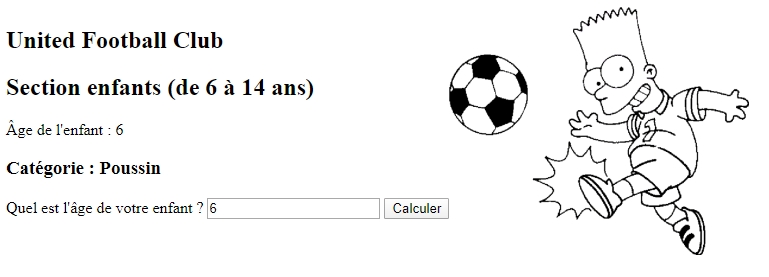 United Football Club
Section enfants (de 6 à 14 ans)
Âge de l'enfant : 6
Catégorie : Poussin
Quel est l'âge de votre enfant ? 6 Calculer